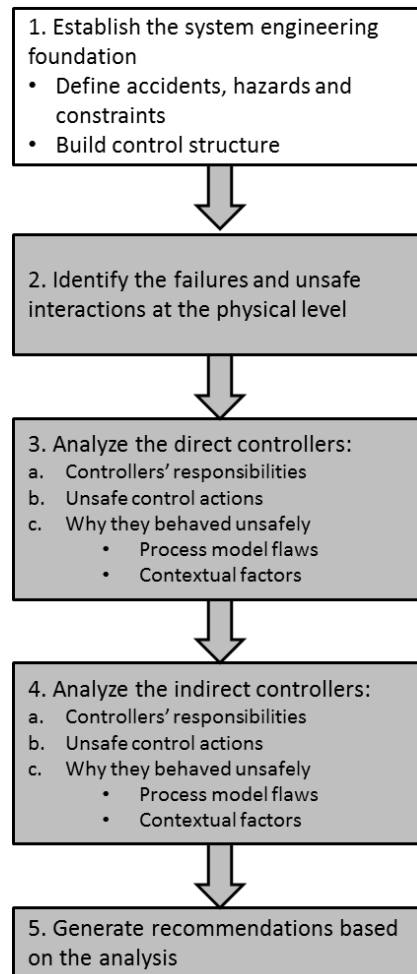 1. Establish the system engineering
foundation
• Define accidents, hazards and
constraints
• Build control structure
2. Identify the failures and unsafe
interactions at the physical level
3. Analyze the direct controllers:
a. Controllers’ responsibilities
b. Unsafe control actions
c. Why they behaved unsafely
• Process model flaws
• Contextual factors
4. Analyze the indirect controllers:
a. Controllers’ responsibilities
b. Unsafe control actions
c. Why they behaved unsafely
• Process model flaws
• Contextual factors
5. Generate recommendations based
on the analysis